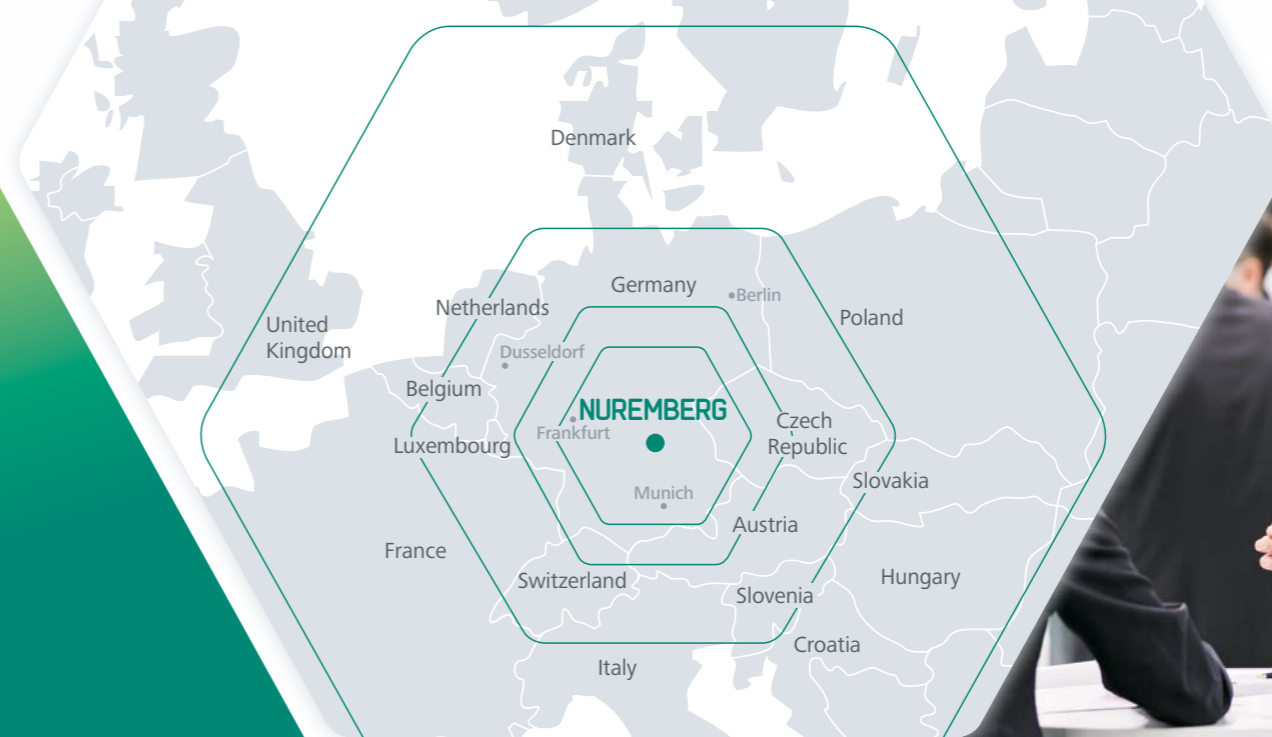 Denmark
Germany
Berlin
Netherlands
Poland
United
Kingdom
Dusseldorf
Belgium
NUREMBERG
Frankfurt
Czech
Republic
Luxembourg
Slovakia
Munich
Austria
France
Switzerland
Hungary
Slovenia
Croatia
Italy